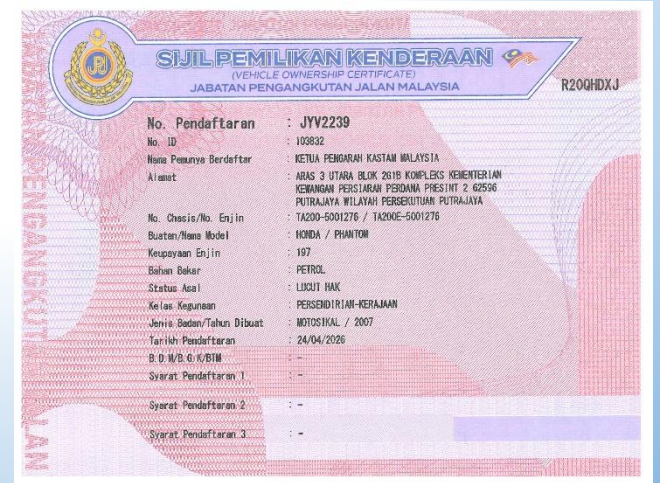 SIJIL PEMILIKAN KENDERAAN
(VEHICLE OWNERSHIP CERTIFICATE)
JABATAN PENGANGKUTAN JALAN MALAYSIA
R20QHDXJ
No. Pendaftaran : JYV2239
No. ID : 103832
Nama Pemunya Berdaftar : KETUA PENGARAH KASTAM MALAYSIA
Alamat : ARAS 3 UTARA BLOK 2G1B KOMPLEKS KEMENTERIAN
KEWANGAN PERSIARAN PERDANA PRESINT 2 62596
PUTRAJAYA WILAYAH PERSEKUTUAN PUTRAJAYA
No. Chasis/No. Enjin : TA200-5001276 / TA200E-5001276
Buatan/Nama Model : HONDA / PHANTOM
Keupayaan Enjin : 197
Bahan Bakar : PETROL
Status Asal : LUCUT HAK
Kelas Kegunaan : PERSENDIRIAN-KERAJAAN
Jenis Badan/Tahun Dibuat : MOTOSIKAL / 2007
Tarikh Pendaftaran : 24/04/2026
B.D.M/B.G.K/BTM : -
Syarat Pendaftaran 1 : -
Syarat Pendaftaran 2 : -
Syarat Pendaftaran 3 : -